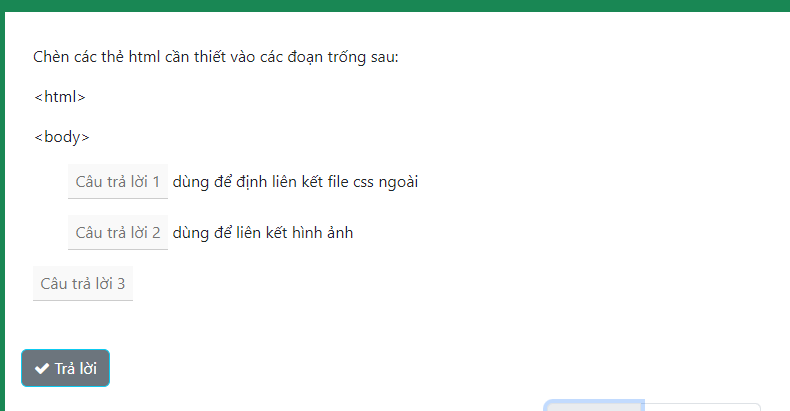 Chèn các thẻ html cần thiết vào các đoạn trống sau:
<html>
<body>
Câu trả lời 1 dùng để định liên kết file css ngoài
Câu trả lời 2 dùng để liên kết hình ảnh
Câu trả lời 3
Trả lời